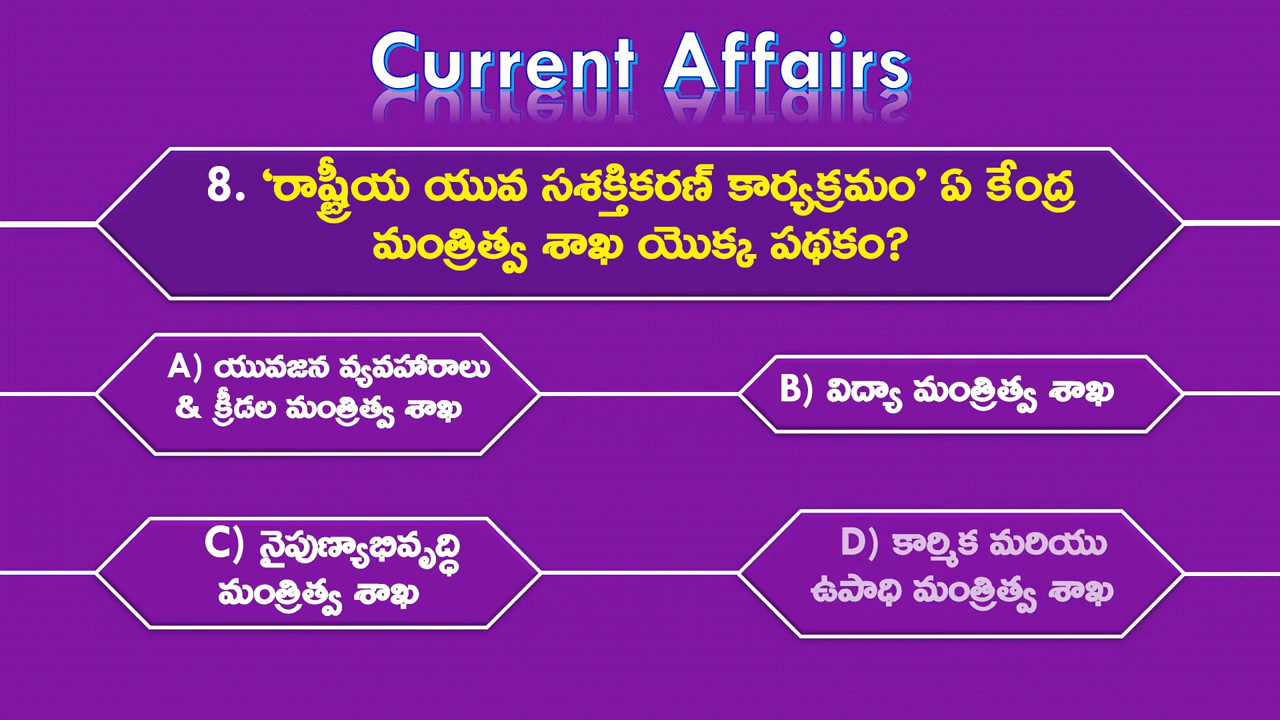 Current Affairs
8. ‘రాష్ట్రీయ యువ సశక్తికరణ్ కార్యక్రమం’ ఏ కేంద్ర
మంత్రిత్వ శాఖ యొక్క పథకం?
A) యువజన వ్యవహారాలు
& క్రీడల మంత్రిత్వ శాఖ
B) విద్యా మంత్రిత్వ శాఖ
C) నైపుణ్యాభివృద్ధి
మంత్రిత్వ శాఖ
D) కార్మిక మరియు
ఉపాధి మంత్రిత్వ శాఖ